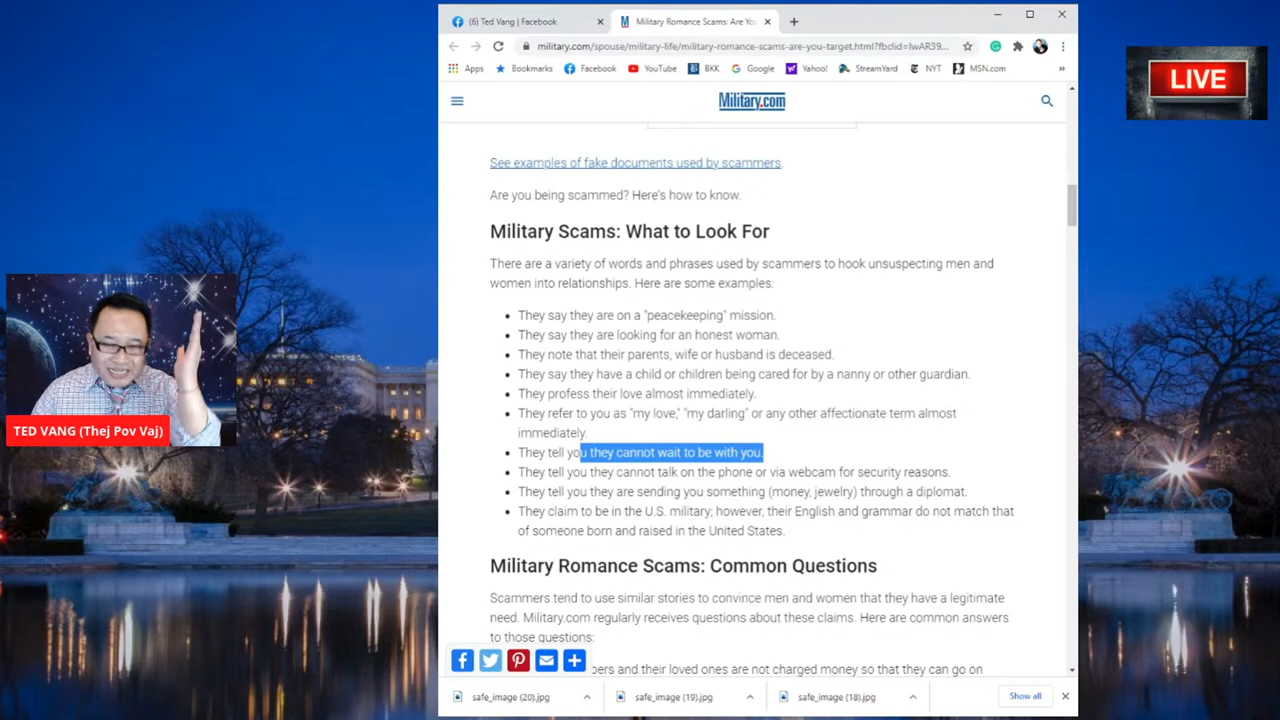 (6) Ted Vang | Facebook
Military Romance Scams: Are Yo
military.com/spouse/military-life/military-romance-scams-are-you-target.html?fbclid=IwAR39...
Apps
Bookmarks
Facebook
YouTube
BKK
Google
Yahoo!
StreamYard
NYT
MSN.com
LIVE
Military.com
See examples of fake documents used by scammers.
Are you being scammed? Here's how to know.
Military Scams: What to Look For
There are a variety of words and phrases used by scammers to hook unsuspecting men and
women into relationships. Here are some examples:
• They say they are on a "peacekeeping" mission.
• They say they are looking for an honest woman.
• They note that their parents, wife or husband is deceased.
• They say they have a child or children being cared for by a nanny or other guardian.
• They profess their love almost immediately.
• They refer to you as "my love," "my darling" or any other affectionate term almost
immediately.
• They tell you they cannot wait to be with you.
• They tell you they cannot talk on the phone or via webcam for security reasons.
• They tell you they are sending you something (money, jewelry) through a diplomat.
• They claim to be in the U.S. military; however, their English and grammar do not match that
of someone born and raised in the United States.
Military Romance Scams: Common Questions
Scammers tend to use similar stories to convince men and women that they have a legitimate
need. Military.com regularly receives questions about these claims. Here are common answers
to those questions:
bers and their loved ones are not charged money so that they can go on
TED VANG (Thej Pov Vaj)
safe_image (20).jpg
safe_image (19).jpg
safe_image (18).jpg
Show all